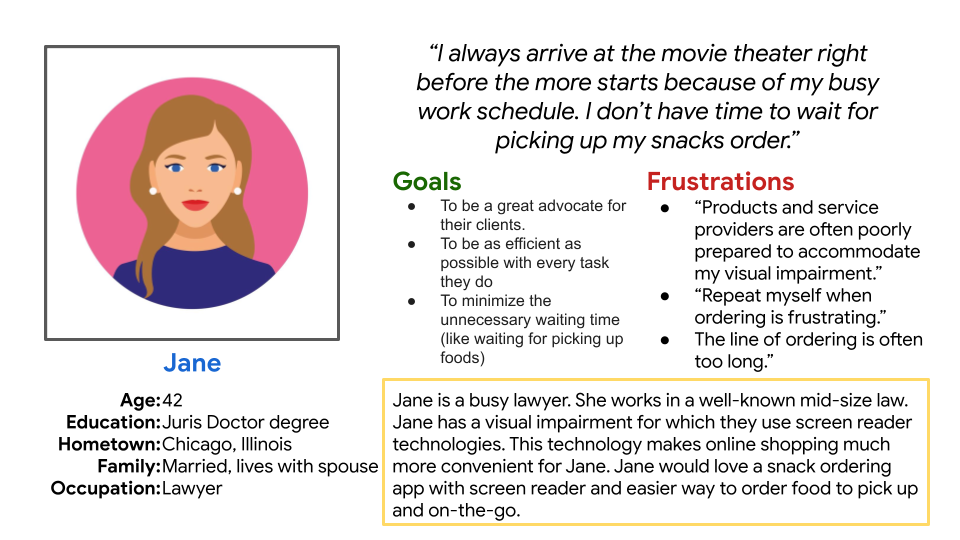 “I always arrive at the movie theater right
before the more starts because of my busy
work schedule. I don’t have time to wait for
picking up my snacks order.”
Goals
● To be a great advocate for
their clients.
● To be as efficient as
possible with every task
they do
● To minimize the
unnecessary waiting time
(like waiting for picking up
foods)
Frustrations
● “Products and service
providers are often poorly
prepared to accommodate
my visual impairment.”
● “Repeat myself when
ordering is frustrating.”
● The line of ordering is often
too long.”
Jane
Age: 42
Education: Juris Doctor degree
Hometown: Chicago, Illinois
Family: Married, lives with spouse
Occupation: Lawyer
Jane is a busy lawyer. She works in a well-known mid-size law.
Jane has a visual impairment for which they use screen reader
technologies. This technology makes online shopping much
more convenient for Jane. Jane would love a snack ordering
app with screen reader and easier way to order food to pick up
and on-the-go.